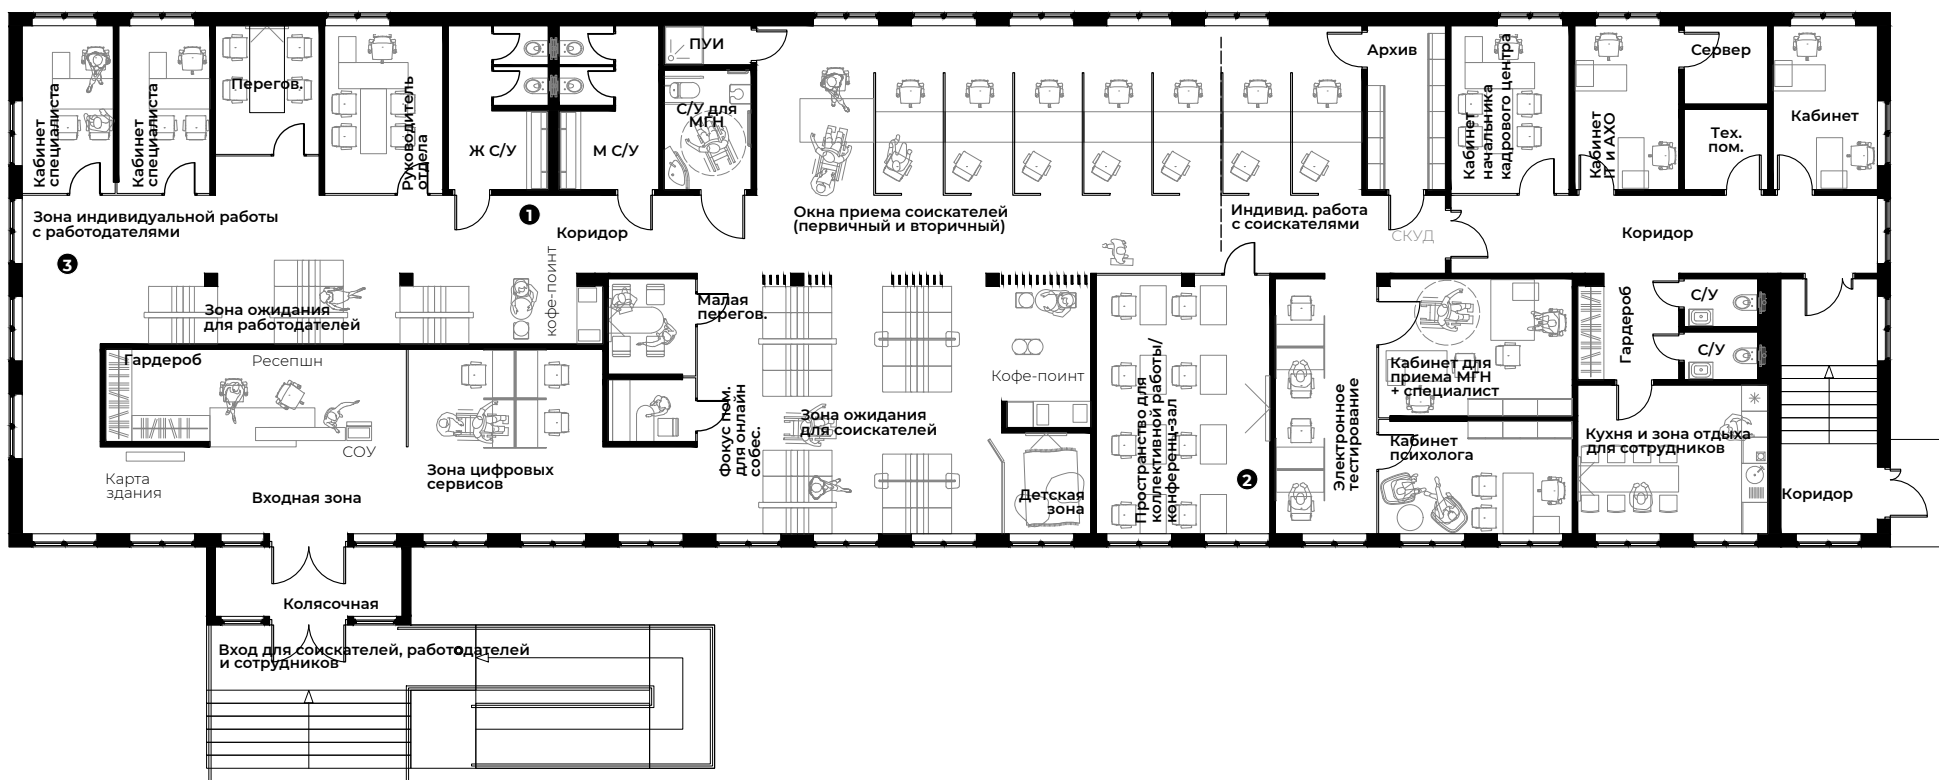 ПУИ
Архив
Сервер
Перегов.
Кабинет
специалиста
Кабинет
специалиста
Руководитель
отдела
Ж С/У
М С/У
С/У для
МГН
Кабинет
начальника
кадрового центра
Кабинет
IT и АХО
Тех.
пом.
Кабинет
Зона индивидуальной работы
с работодателями
3
1
Коридор
Окна приема соискателей
(первичный и вторичный)
Индивид. работа
с соискателями
СКУД
Коридор
Зона ожидания
для работодателей
кофе-поинт
Малая
перегов.
Гардероб
С/У
С/У
Гардероб
Ресепшн
СОУ
Карта
здания
Входная зона
Зона цифровых
сервисов
Фокус-пом.
для онлайн
собес.
Зона ожидания
для соискателей
Кофе-поинт
Детская
зона
Пространство для
коллективной работы/
конференц-зал
2
Электронное
тестирование
Кабинет для
приема МГН
+ специалист
Кабинет
психолога
Кухня и зона отдыха
для сотрудников
Коридор
Колясочная
Вход для соискателей, работодателей
и сотрудников